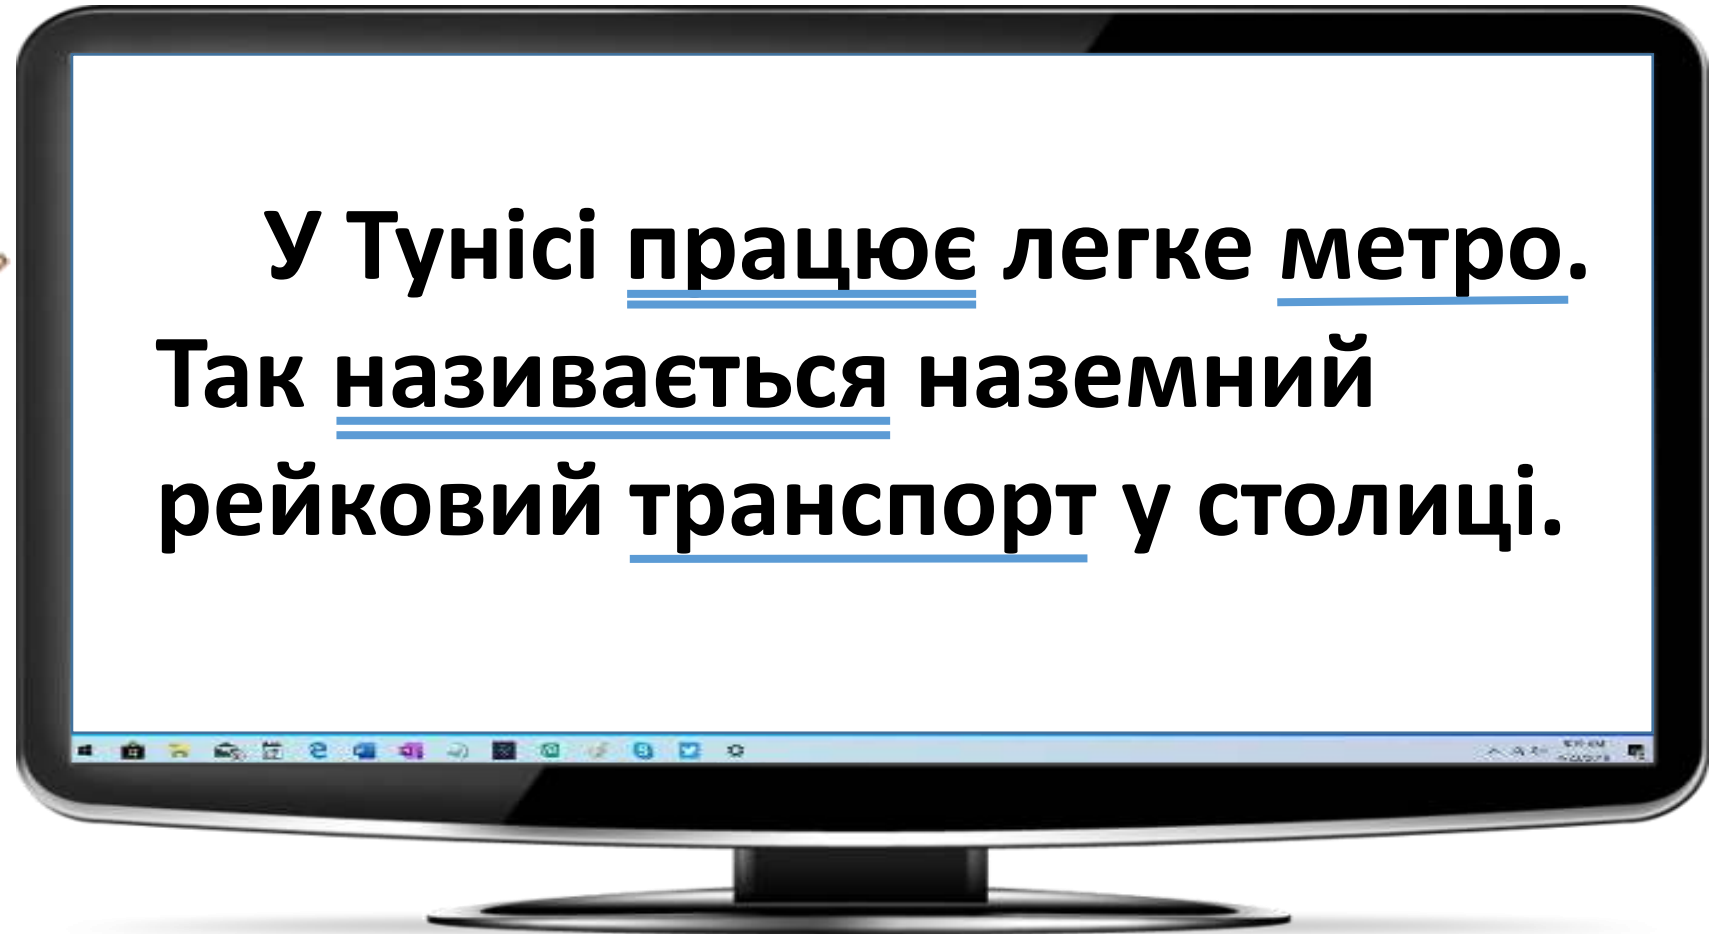 У Тунісі працює легке метро.
Так називається наземний
рейковий транспорт у столиці.